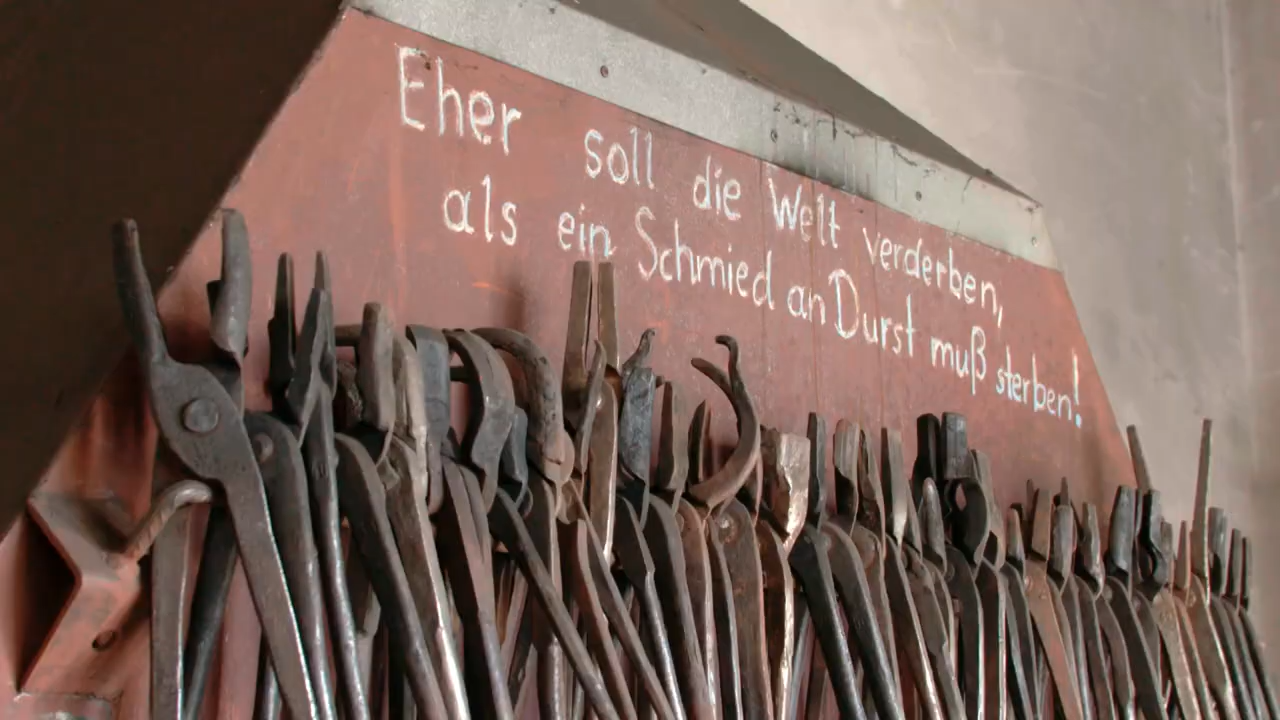 Eher soll die Welt verderben,
als ein Schmied an Durst muß sterben!